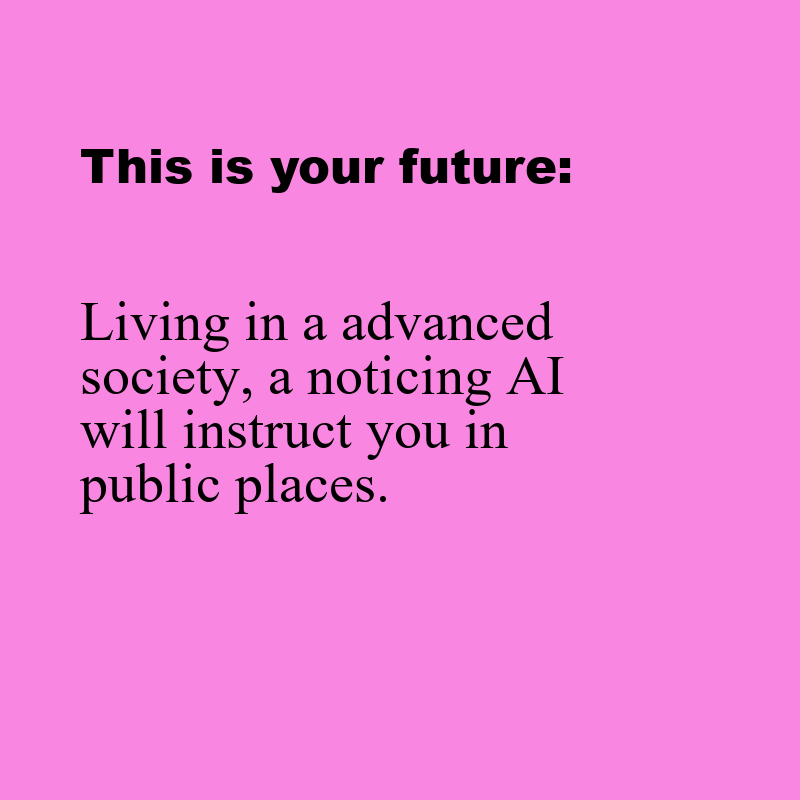 This is your future:
Living in a advanced
society, a noticing AI
will instruct you in
public places.